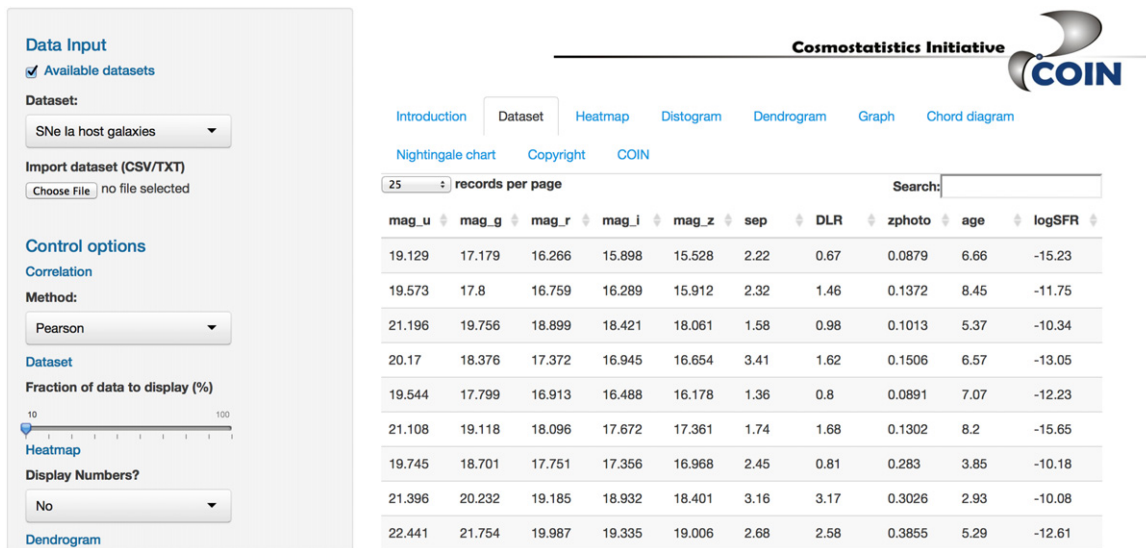 Data Input
Available datasets
Dataset:
SNe Ia host galaxies
Import dataset (CSV/TXT)
Choose File no file selected
Control options
Correlation
Method:
Pearson
Dataset
Fraction of data to display (%)
10 100
Heatmap
Display Numbers?
No
Dendrogram
Cosmostatistics Initiative
COIN
Introduction Dataset Heatmap Distogram Dendrogram Graph Chord diagram
Nightingale chart Copyright COIN
25 records per page Search:
mag_u mag_g mag_r mag_i mag_z sep DLR zphoto age logSFR
19.129 17.179 16.266 15.898 15.528 2.22 0.67 0.0879 6.66 -15.23
19.573 17.8 16.759 16.289 15.912 2.32 1.46 0.1372 8.45 -11.75
21.196 19.756 18.899 18.421 18.061 1.58 0.98 0.1013 5.37 -10.34
20.17 18.376 17.372 16.945 16.654 3.41 1.62 0.1506 6.57 -13.05
19.544 17.799 16.913 16.488 16.178 1.36 0.8 0.0891 7.07 -12.23
21.108 19.118 18.096 17.672 17.361 1.74 1.68 0.1302 8.2 -15.65
19.745 18.701 17.751 17.356 16.968 2.45 0.81 0.283 3.85 -10.18
21.396 20.232 19.185 18.932 18.401 3.16 3.17 0.3026 2.93 -10.08
22.441 21.754 19.987 19.335 19.006 2.68 2.58 0.3855 5.29 -12.61